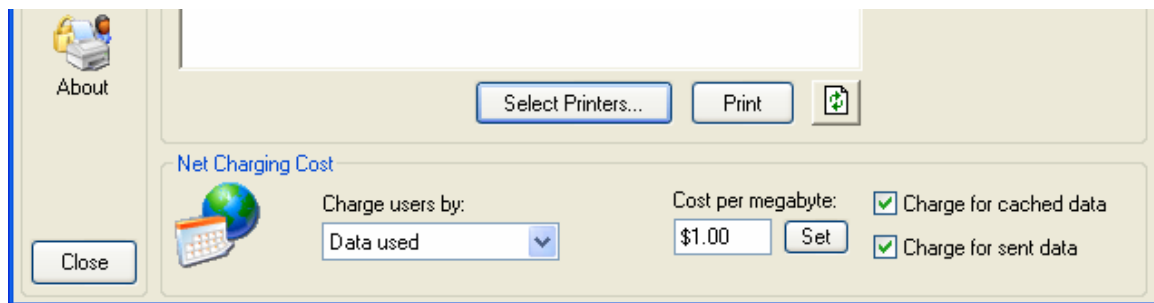 About
Select Printers...
Print
Net Charging Cost
Charge users by:
Data used
Cost per megabyte:
$1.00
Set
Charge for cached data
Charge for sent data
Close